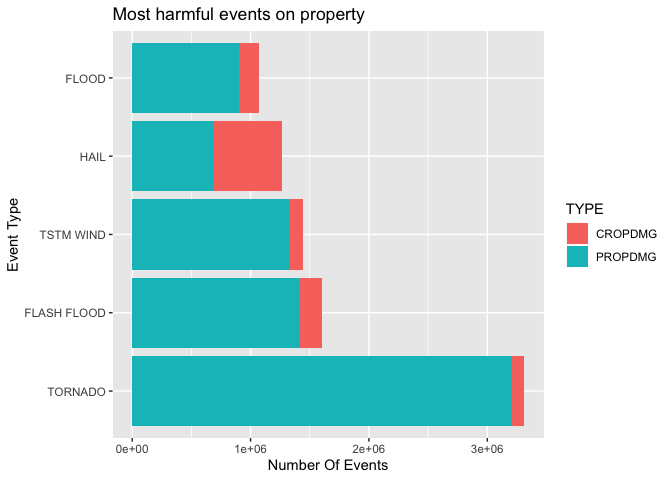 Most harmful events on property
FLOOD
HAIL
TSTM WIND
FLASH FLOOD
TORNADO
Event Type
0e+00 1e+06 2e+06 3e+06
Number Of Events
TYPE
CROPDMG
PROPDMG